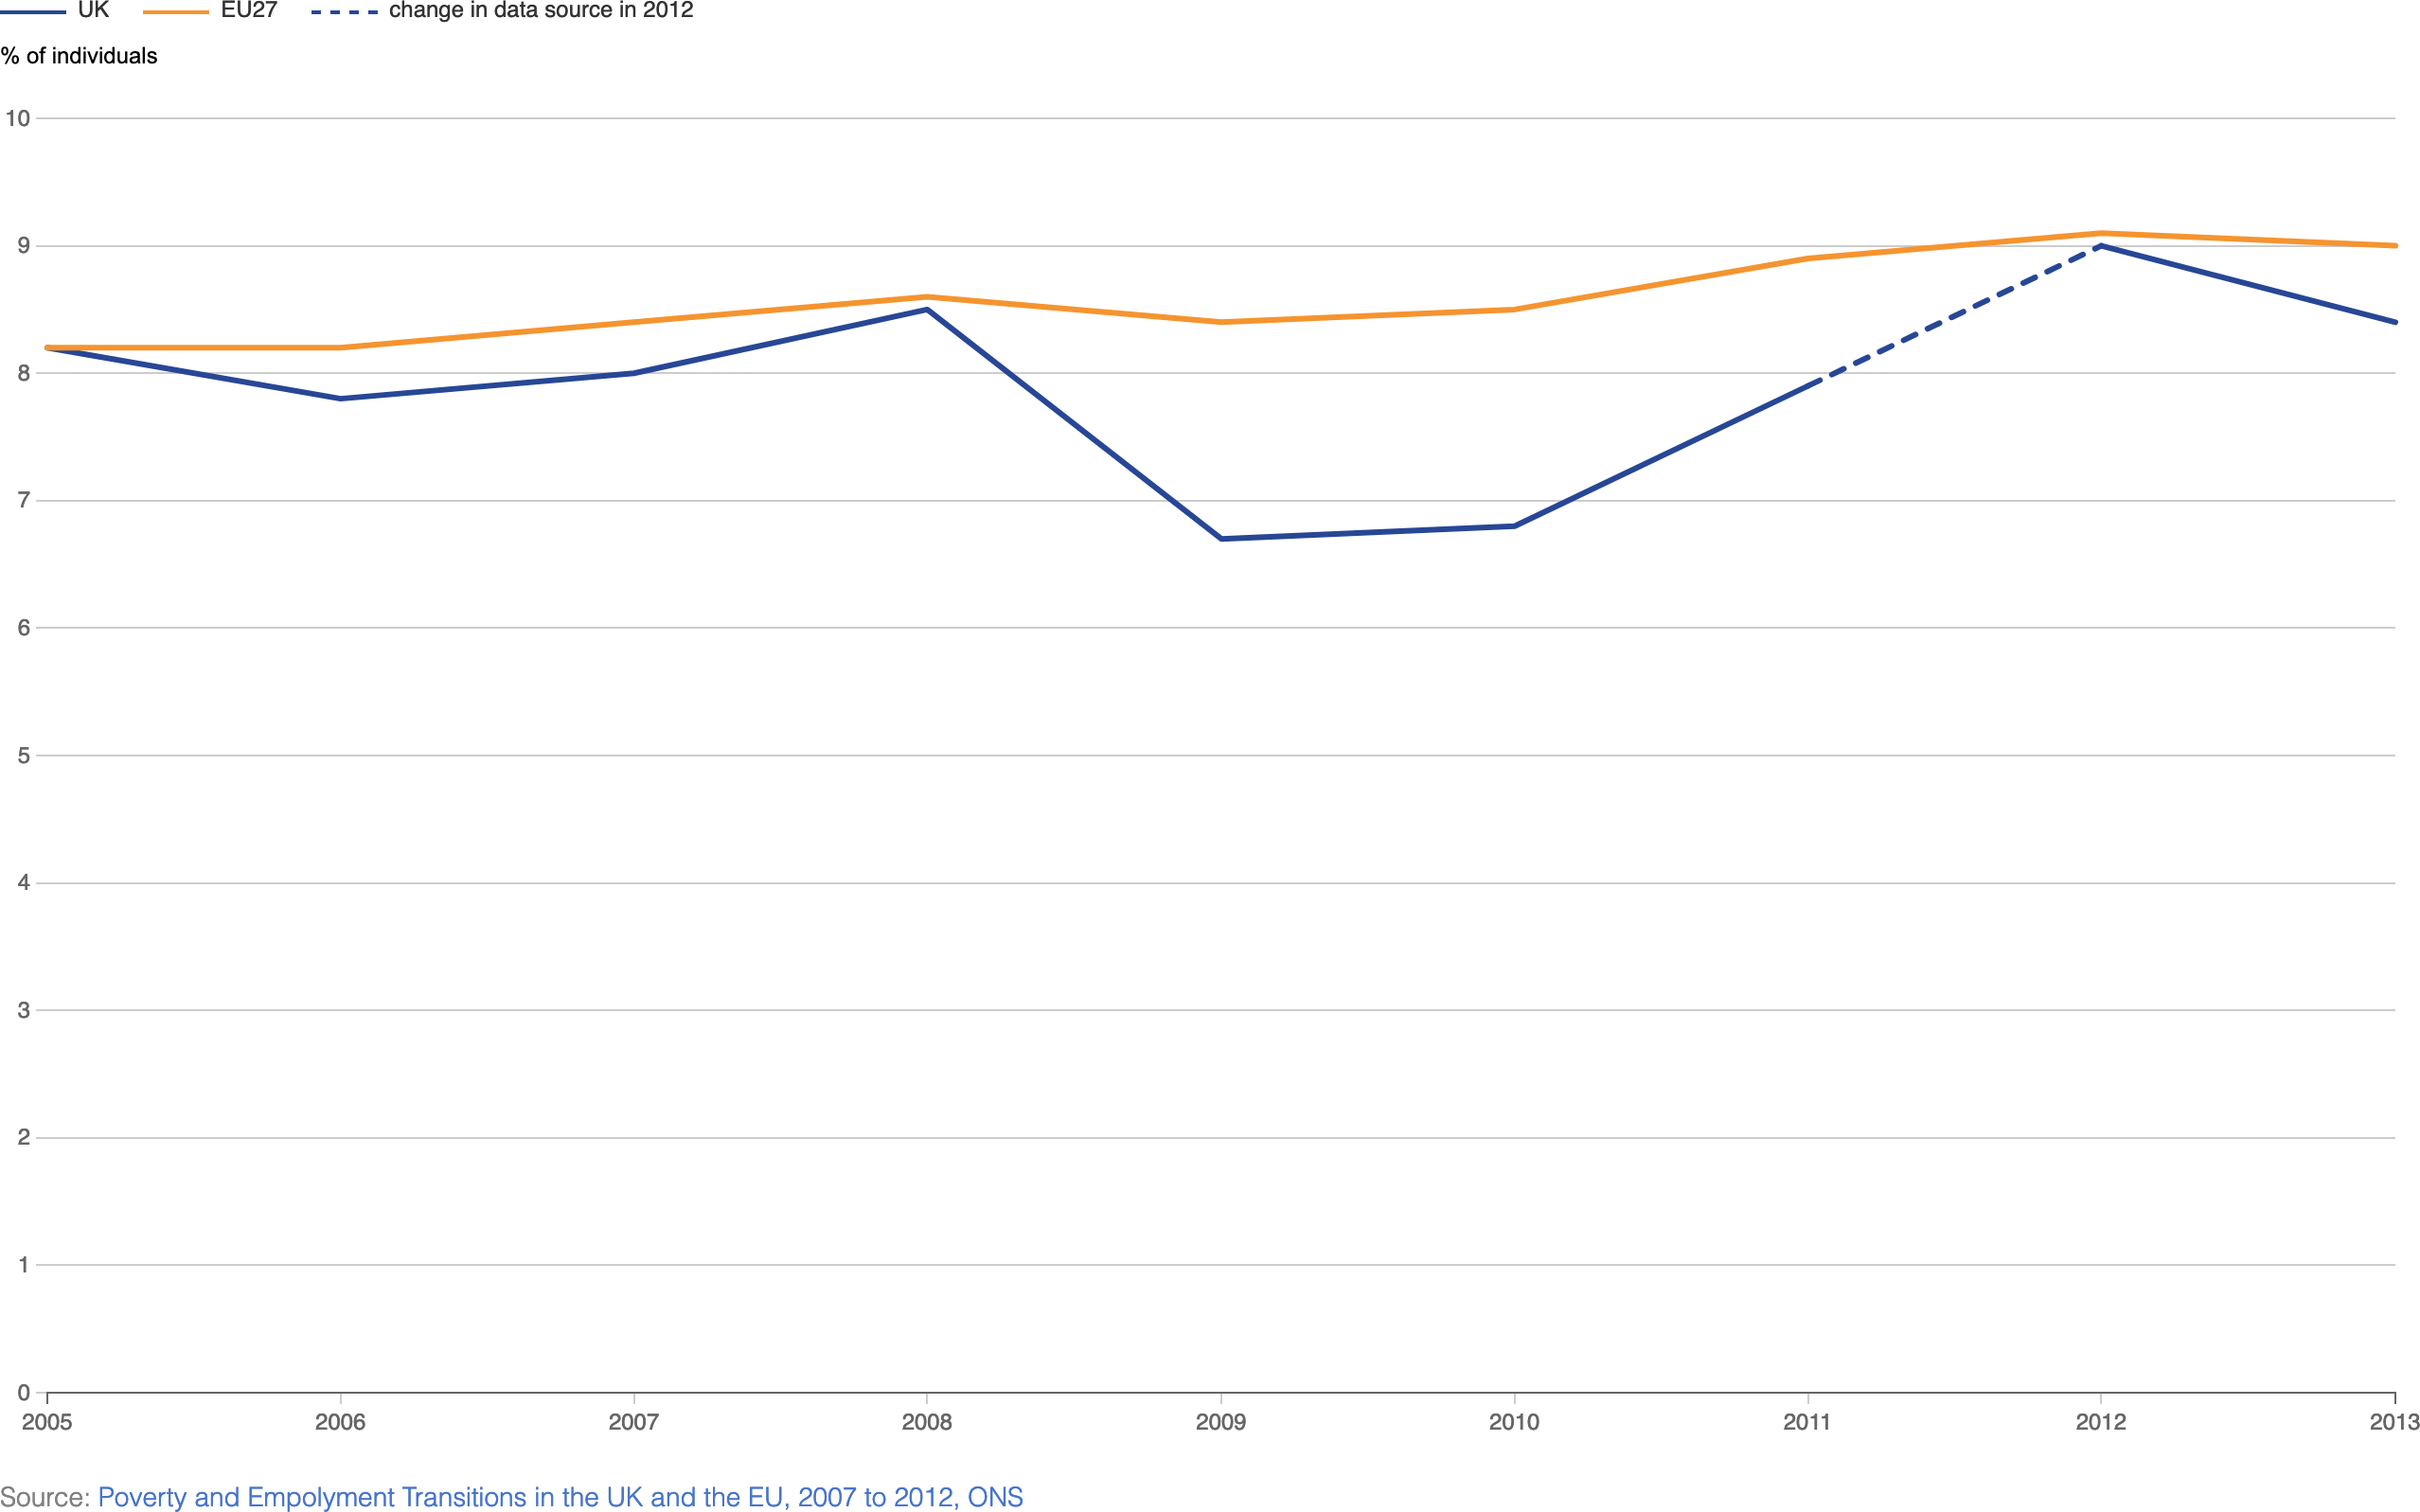 UK EU27 change in data source in 2012
% of individuals
10
9
8
7
6
5
4
3
2
1
0
2005 2006 2007 2008 2009 2010 2011 2012 2013
Source: Poverty and Empolyment Transitions in the UK and the EU, 2007 to 2012, ONS